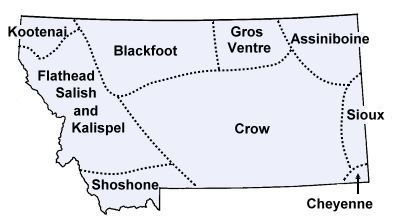 Kootenai
Blackfoot
Gros
Ventre
Assiniboine
Flathead
Salish
and
Kalispel
Crow
Sioux
Shoshone
Cheyenne